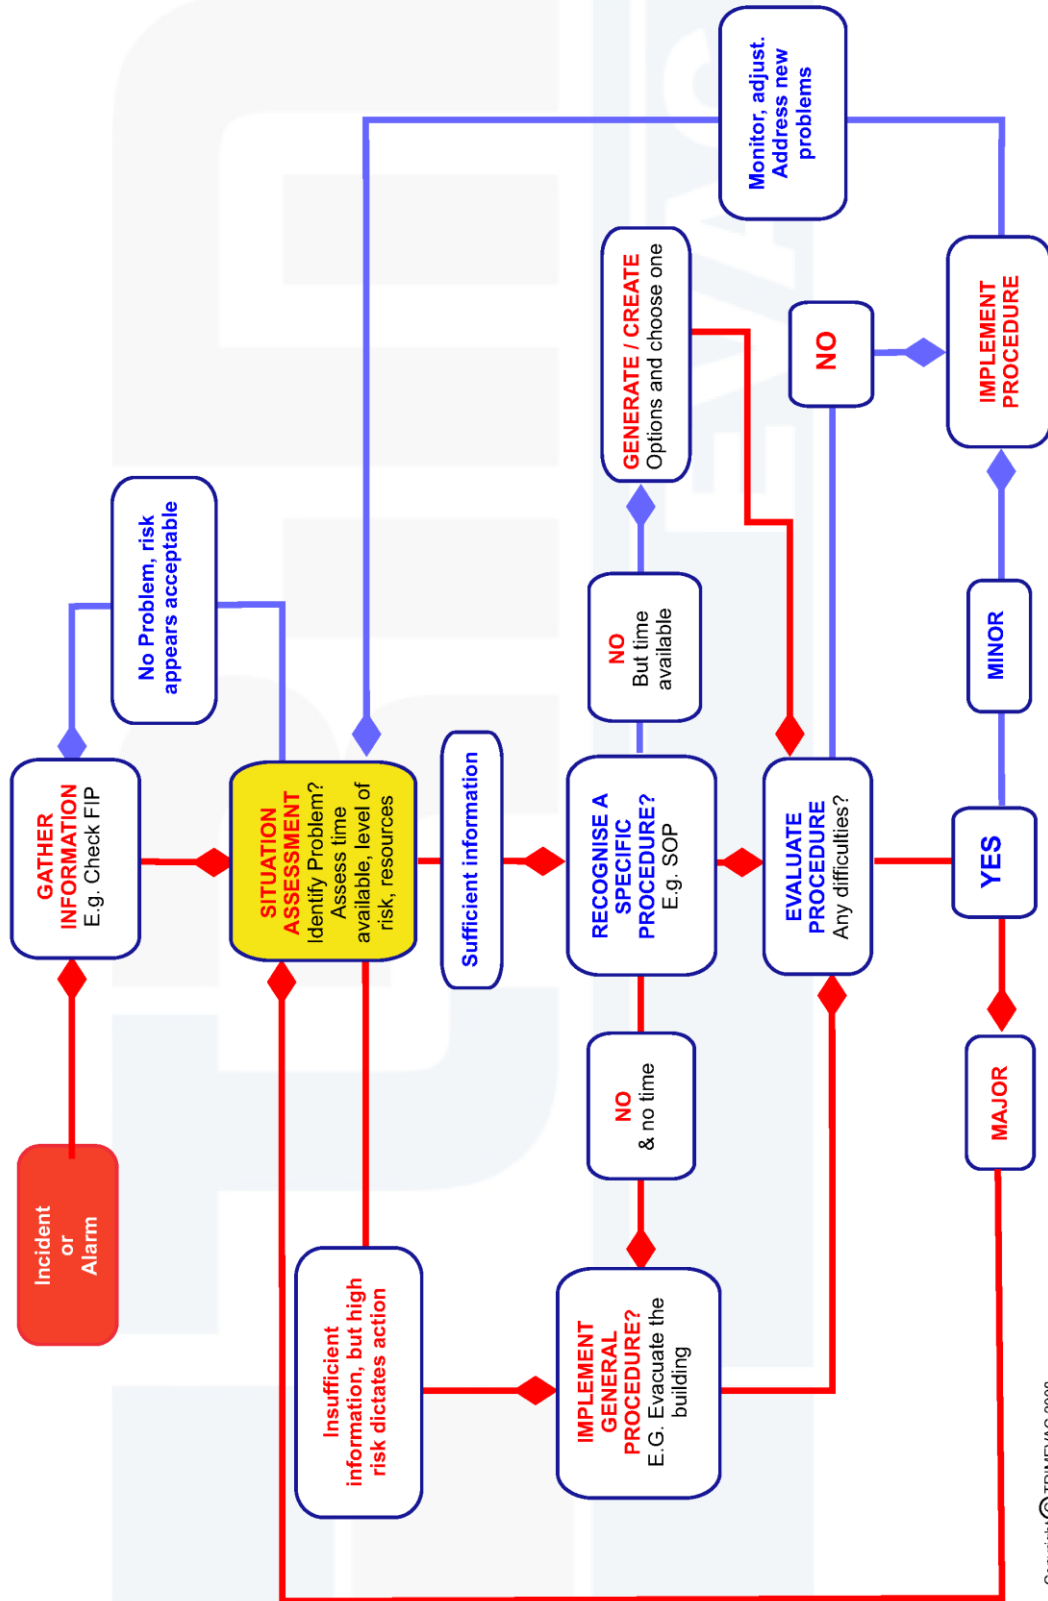 Incident
or
Alarm
GATHER
INFORMATION
E.g. Check FIP
No Problem, risk
appears acceptable
SITUATION
ASSESSMENT
Identify Problem?
Assess time
available, level of
risk, resources
Insufficient
information, but high
risk dictates action
Sufficient information
Monitor, adjust.
Address new
problems
IMPLEMENT
GENERAL
PROCEDURE?
E.G. Evacuate the
building
NO
& no time
RECOGNISE A
SPECIFIC
PROCEDURE?
E.g. SOP
NO
But time
available
GENERATE / CREATE
Options and choose one
EVALUATE
PROCEDURE
Any difficulties?
NO
MAJOR
YES
MINOR
IMPLEMENT
PROCEDURE
EVAC